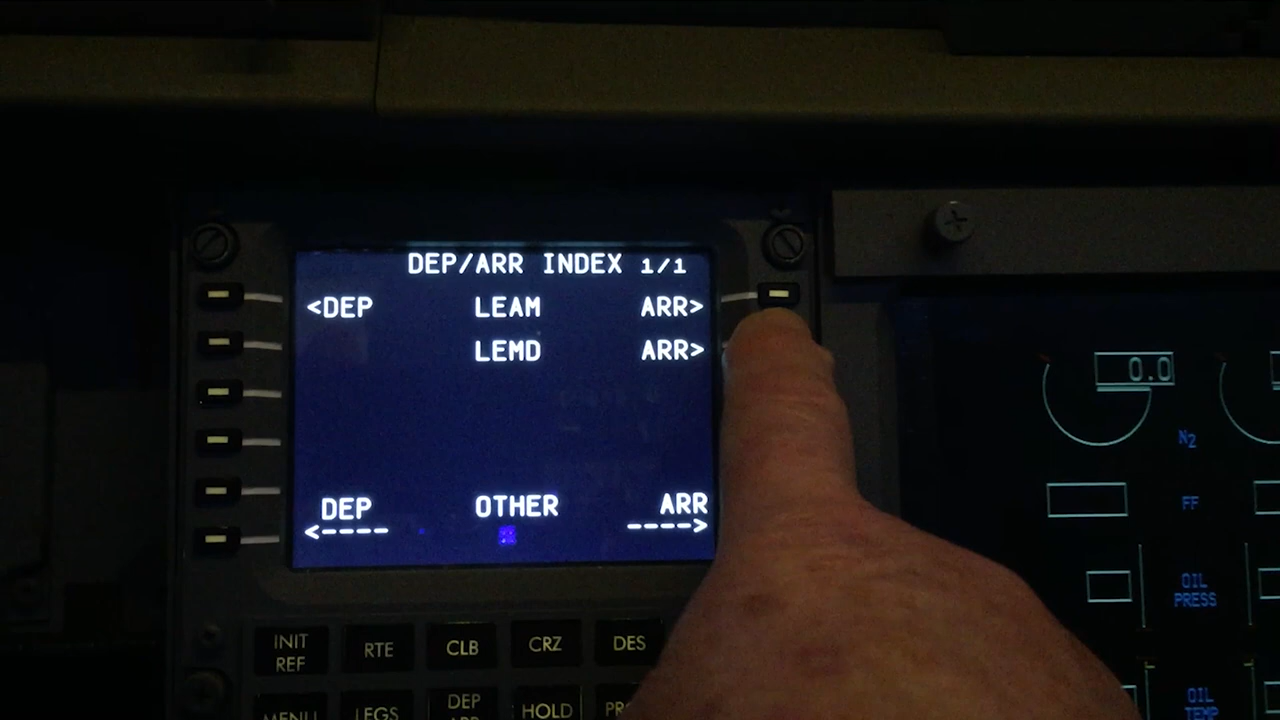 DEP/ARR INDEX 1/1
<DEP LEAM ARR>
LEMD ARR>
DEP OTHER ARR
<---- ---->
0.0
N2
FF
OIL
PRESS
OIL
TEMP
INIT
REF
RTE
CLB
CRZ
DES
MENU
LEGS
DEP
ARR
HOLD